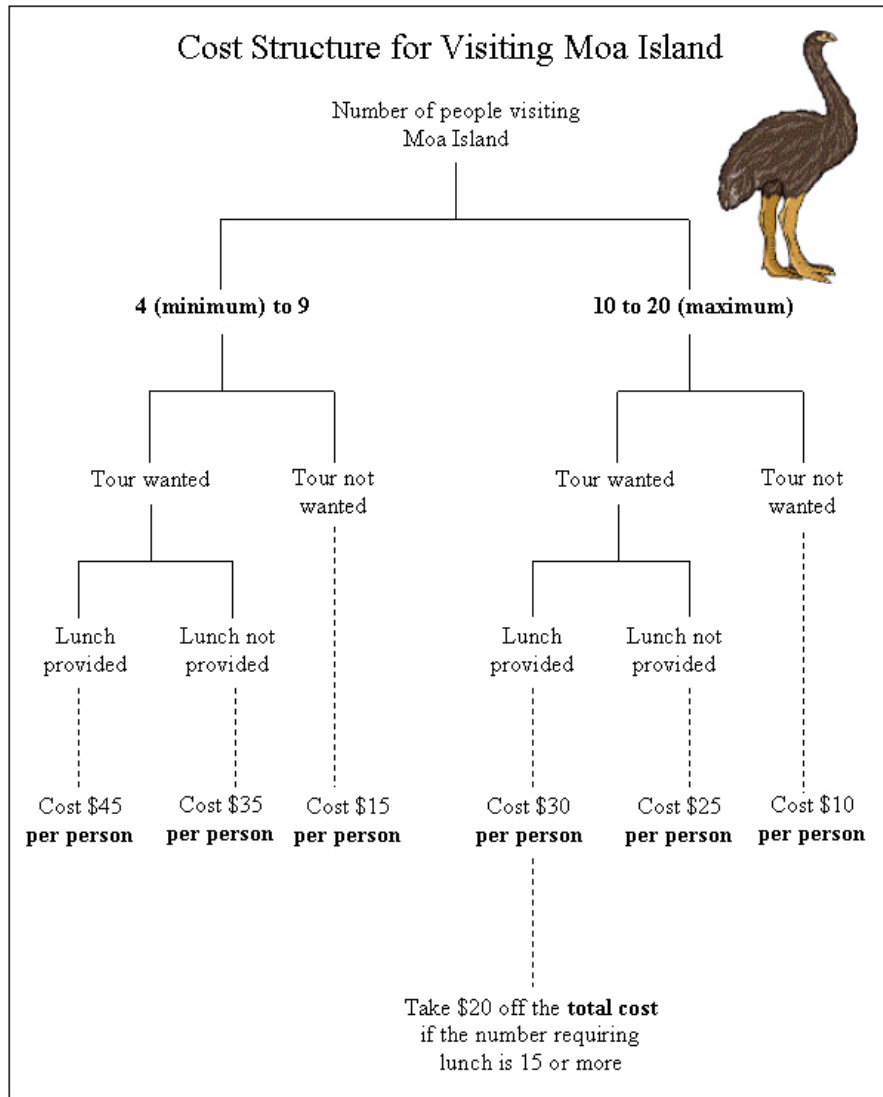 Cost Structure for Visiting Moa Island
Number of people visiting
Moa Island
4 (minimum) to 9
10 to 20 (maximum)
Tour wanted
Tour not
wanted
Tour wanted
Tour not
wanted
Lunch
provided
Lunch not
provided
Lunch
provided
Lunch not
provided
Cost $45
per person
Cost $35
per person
Cost $15
per person
Cost $30
per person
Cost $25
per person
Cost $10
per person
Take $20 off the total cost
if the number requiring
lunch is 15 or more